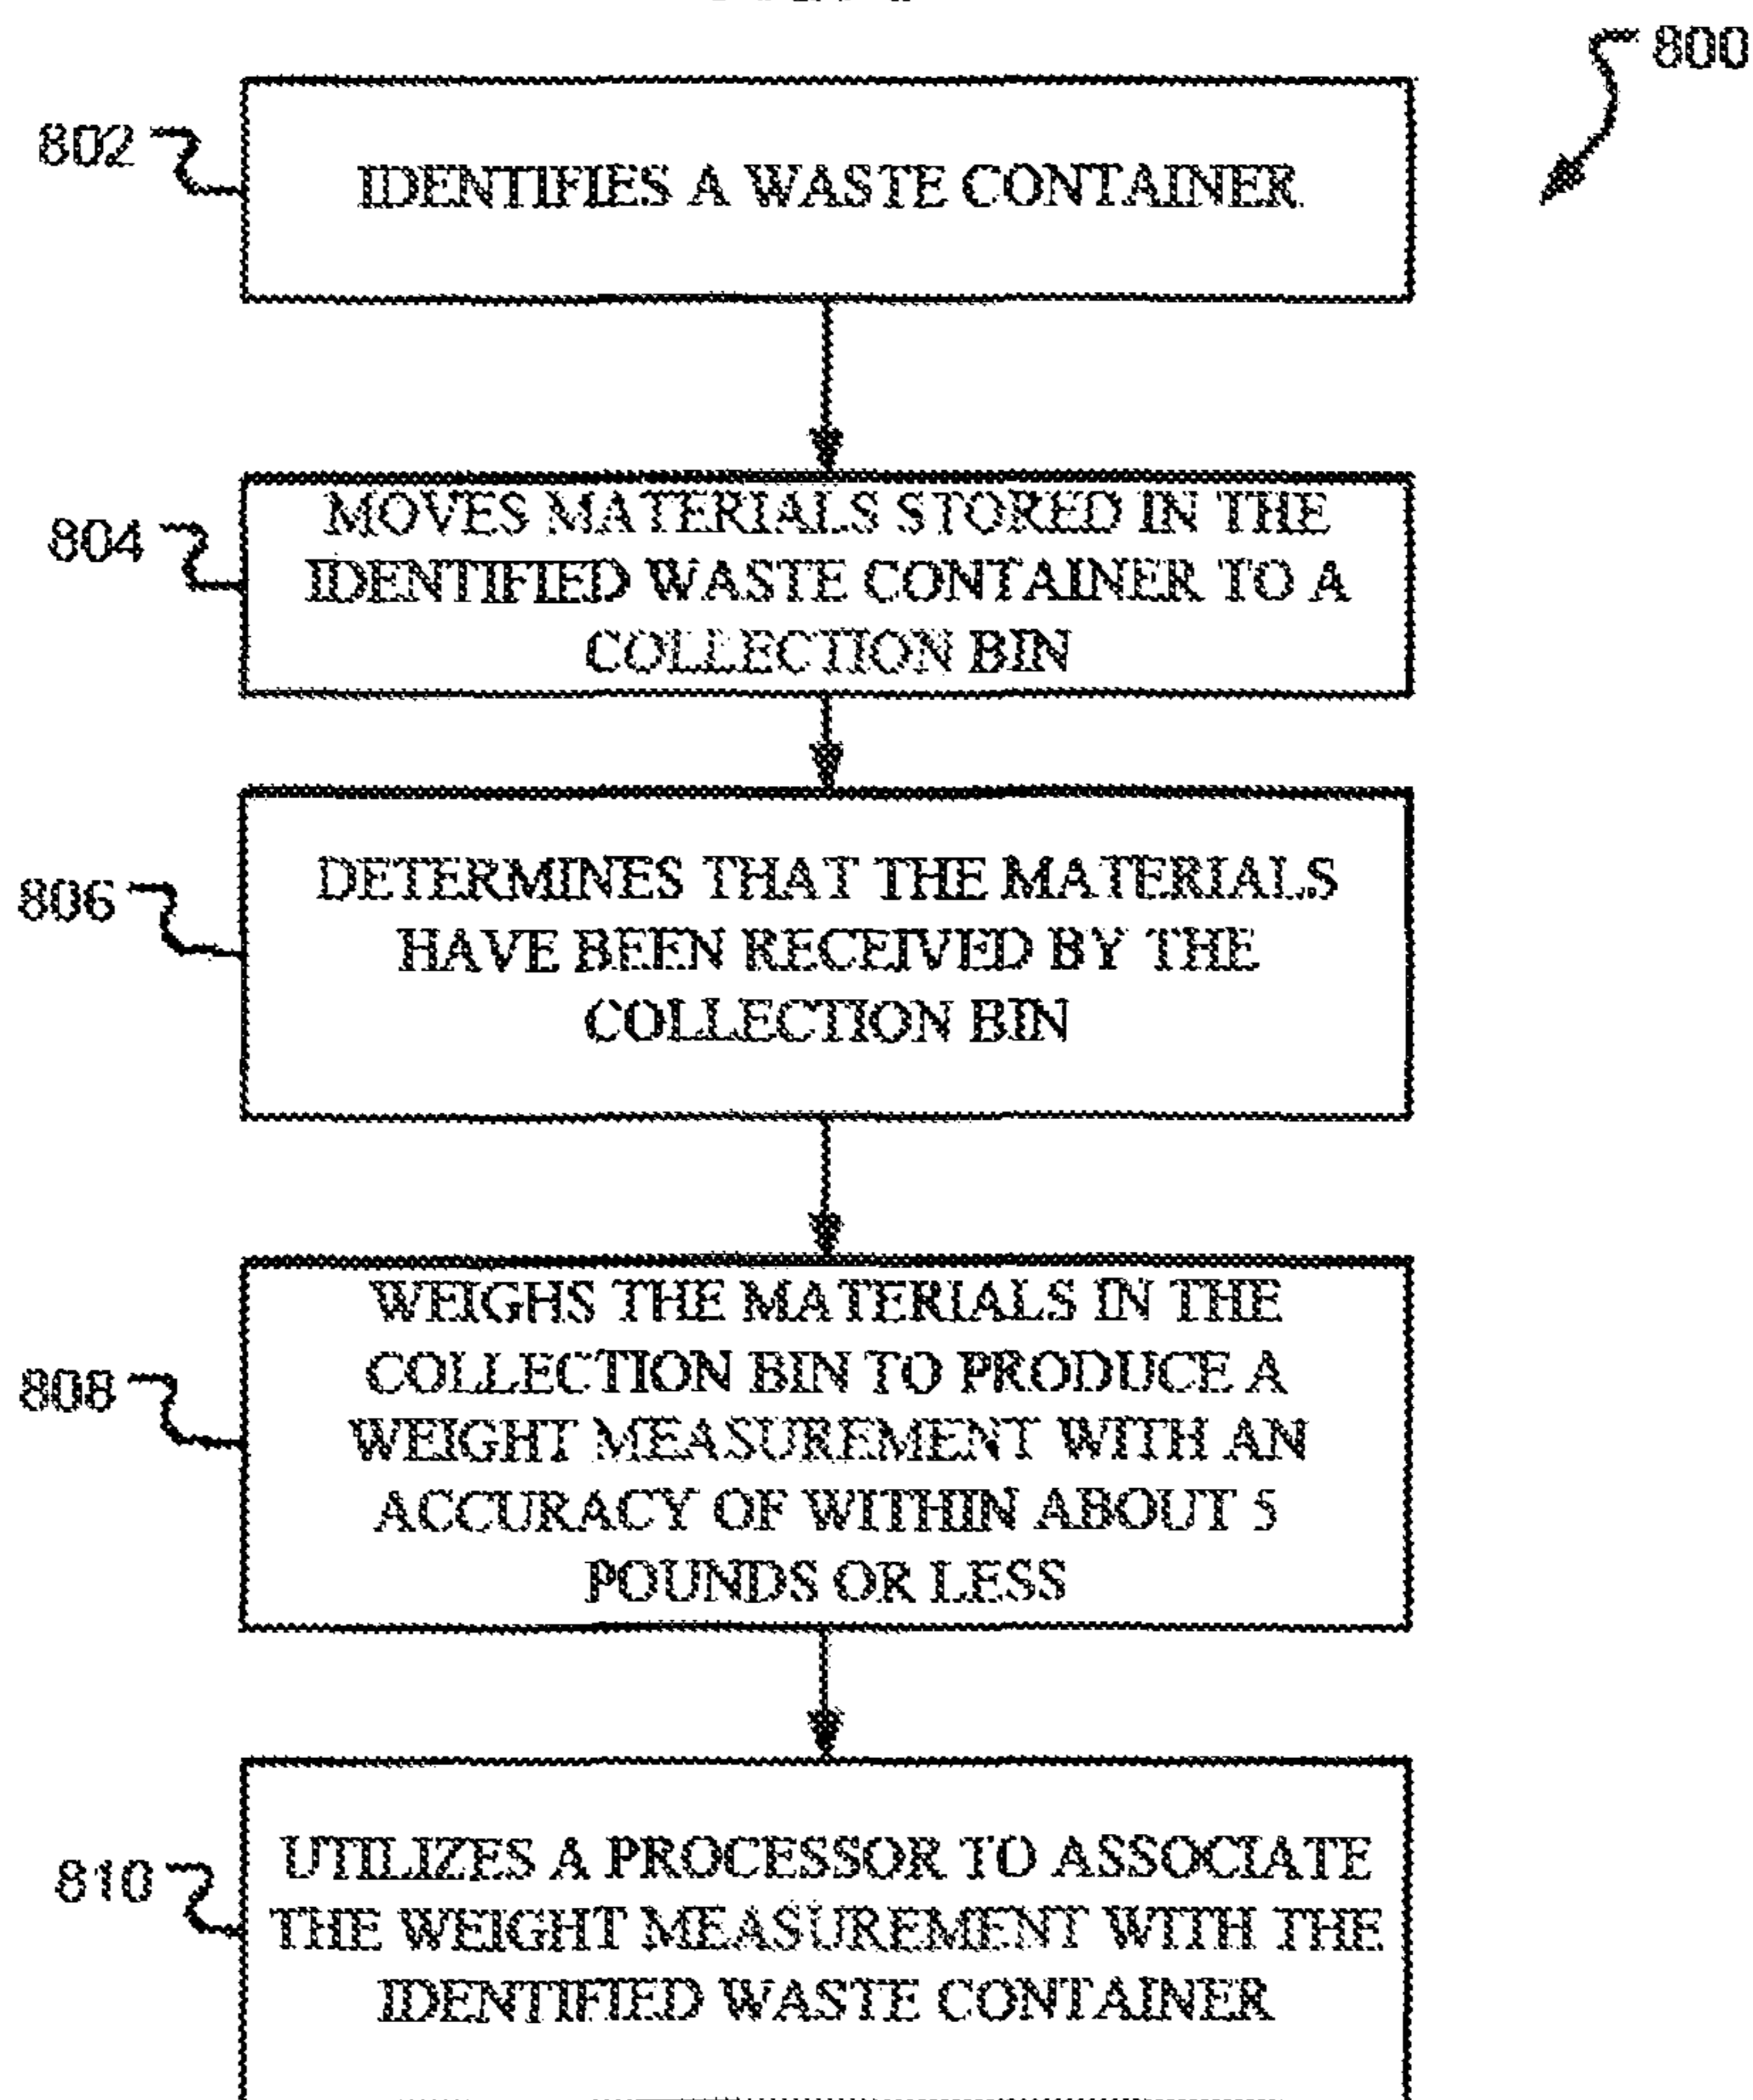 800
802
IDENTIFIES A WASTE CONTAINER
804
MOVES MATERIALS STORED IN THE
IDENTIFIED WASTE CONTAINER TO A
COLLECTION BIN
806
DETERMINES THAT THE MATERIALS
HAVE BEEN RECEIVED BY THE
COLLECTION BIN
808
WEIGHS THE MATERIALS IN THE
COLLECTION BIN TO PRODUCE A
WEIGHT MEASUREMENT WITH AN
ACCURACY OF WITHIN ABOUT 5
POUNDS OR LESS
810
UTILIZES A PROCESSOR TO ASSOCIATE
THE WEIGHT MEASUREMENT WITH THE
IDENTIFIED WASTE CONTAINER